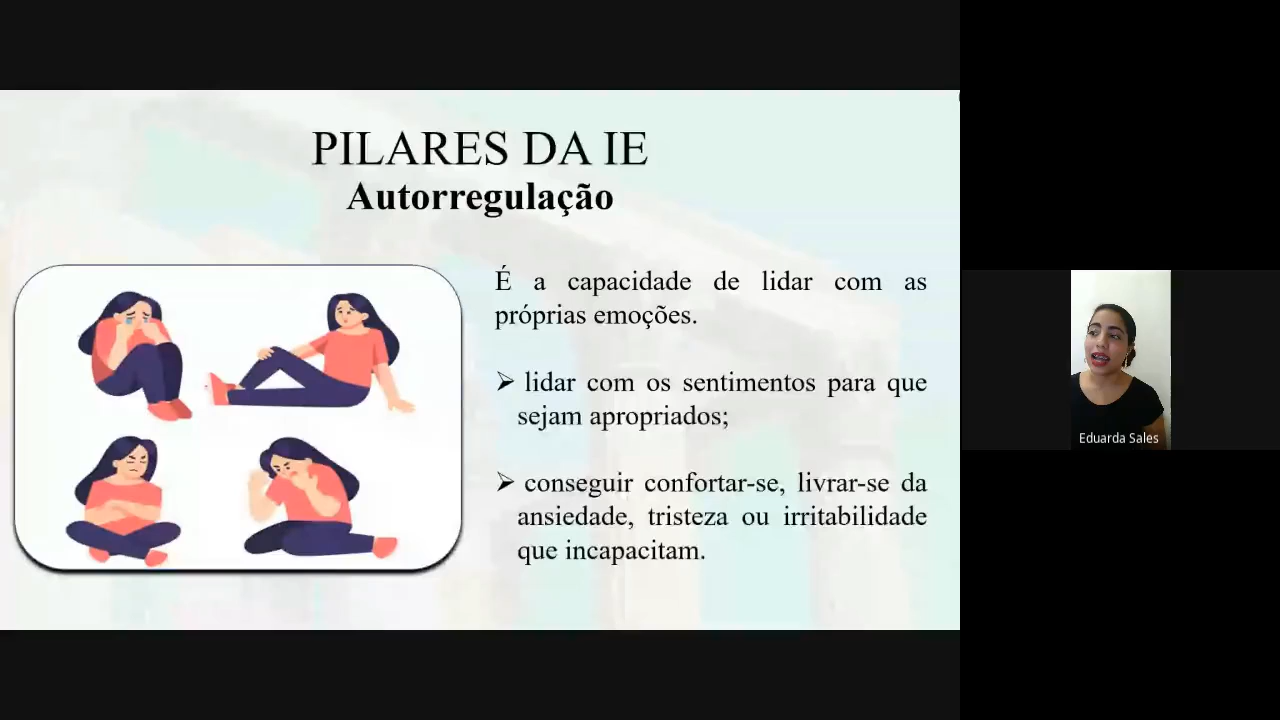 PILARES DA IE
Autorregulação
É a capacidade de lidar com as
próprias emoções.
➢ lidar com os sentimentos para que
sejam apropriados;
➢ conseguir confortar-se, livrar-se da
ansiedade, tristeza ou irritabilidade
que incapacitam.
Eduarda Sales